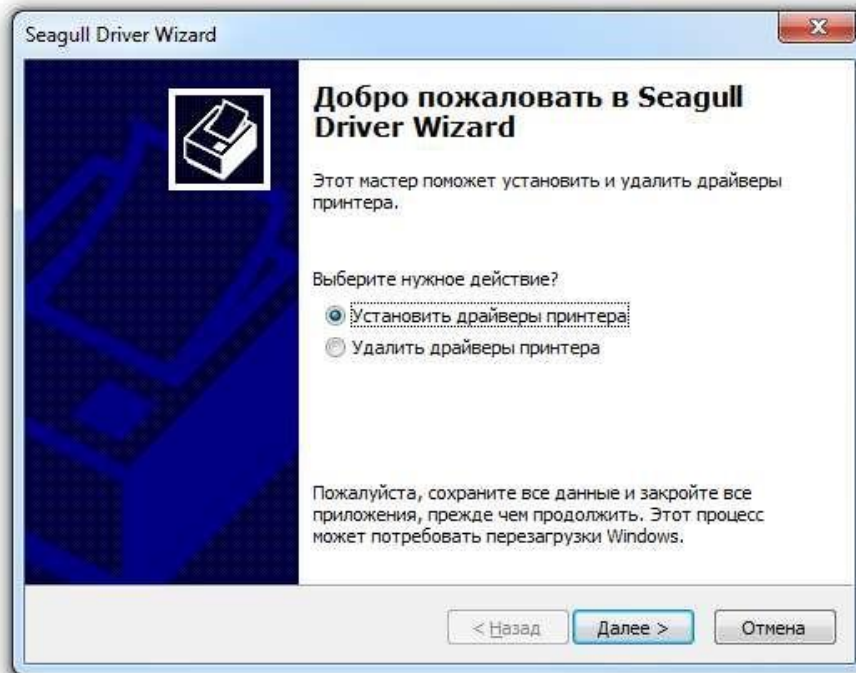 Seagull Driver Wizard
Добро пожаловать в Seagull
Driver Wizard
Этот мастер поможет установить и удалить драйверы
принтера.
Выберите нужное действие?
Установить драйверы принтера
Удалить драйверы принтера
Пожалуйста, сохраните все данные и закройте все
приложения, прежде чем продолжить. Этот процесс
может потребовать перезагрузки Windows.
< Назад
Далее >
Отмена